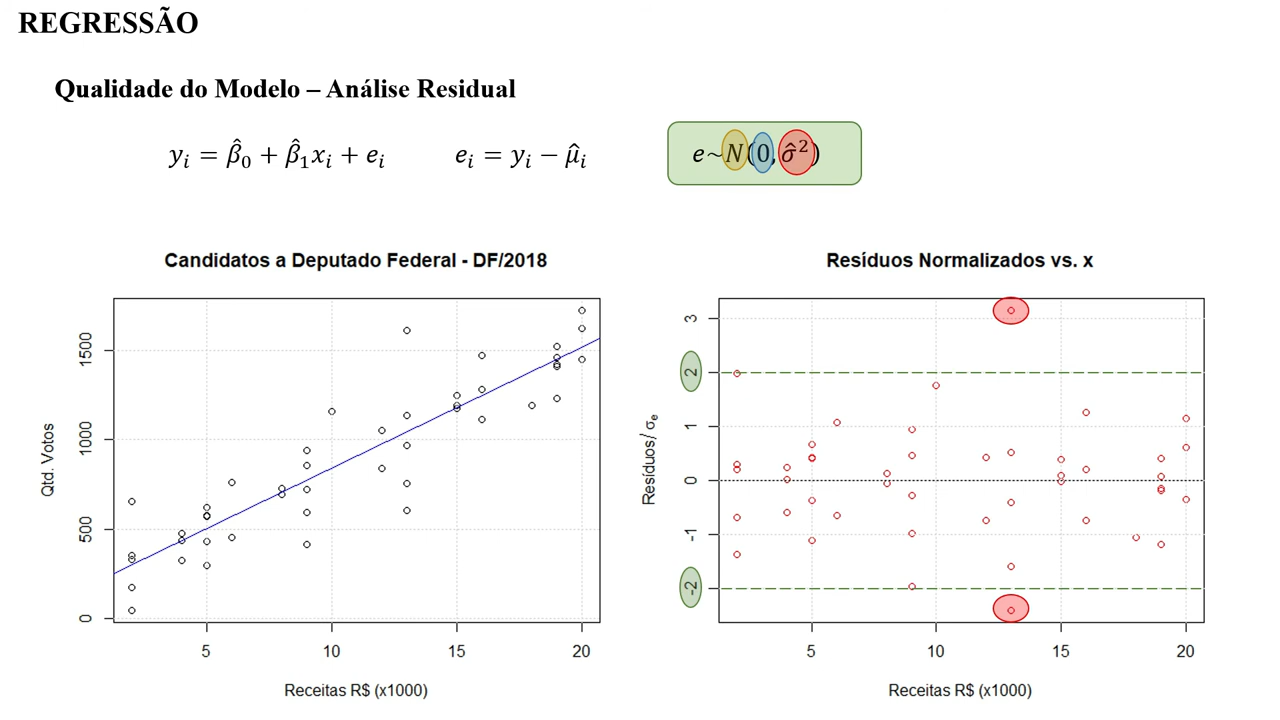 REGRESSÃO
Qualidade do Modelo – Análise Residual
yᵢ = β̂₀ + β̂₁xᵢ + eᵢ
eᵢ = yᵢ − μ̂ᵢ
e~N(0, σ̂²)
Candidatos a Deputado Federal - DF/2018
Qtd. Votos
1500
1000
500
0
5 10 15 20
Receitas R$ (x1000)
Resíduos Normalizados vs. x
Resíduos/ σₑ
3
2
1
0
-1
-2
5 10 15 20
Receitas R$ (x1000)